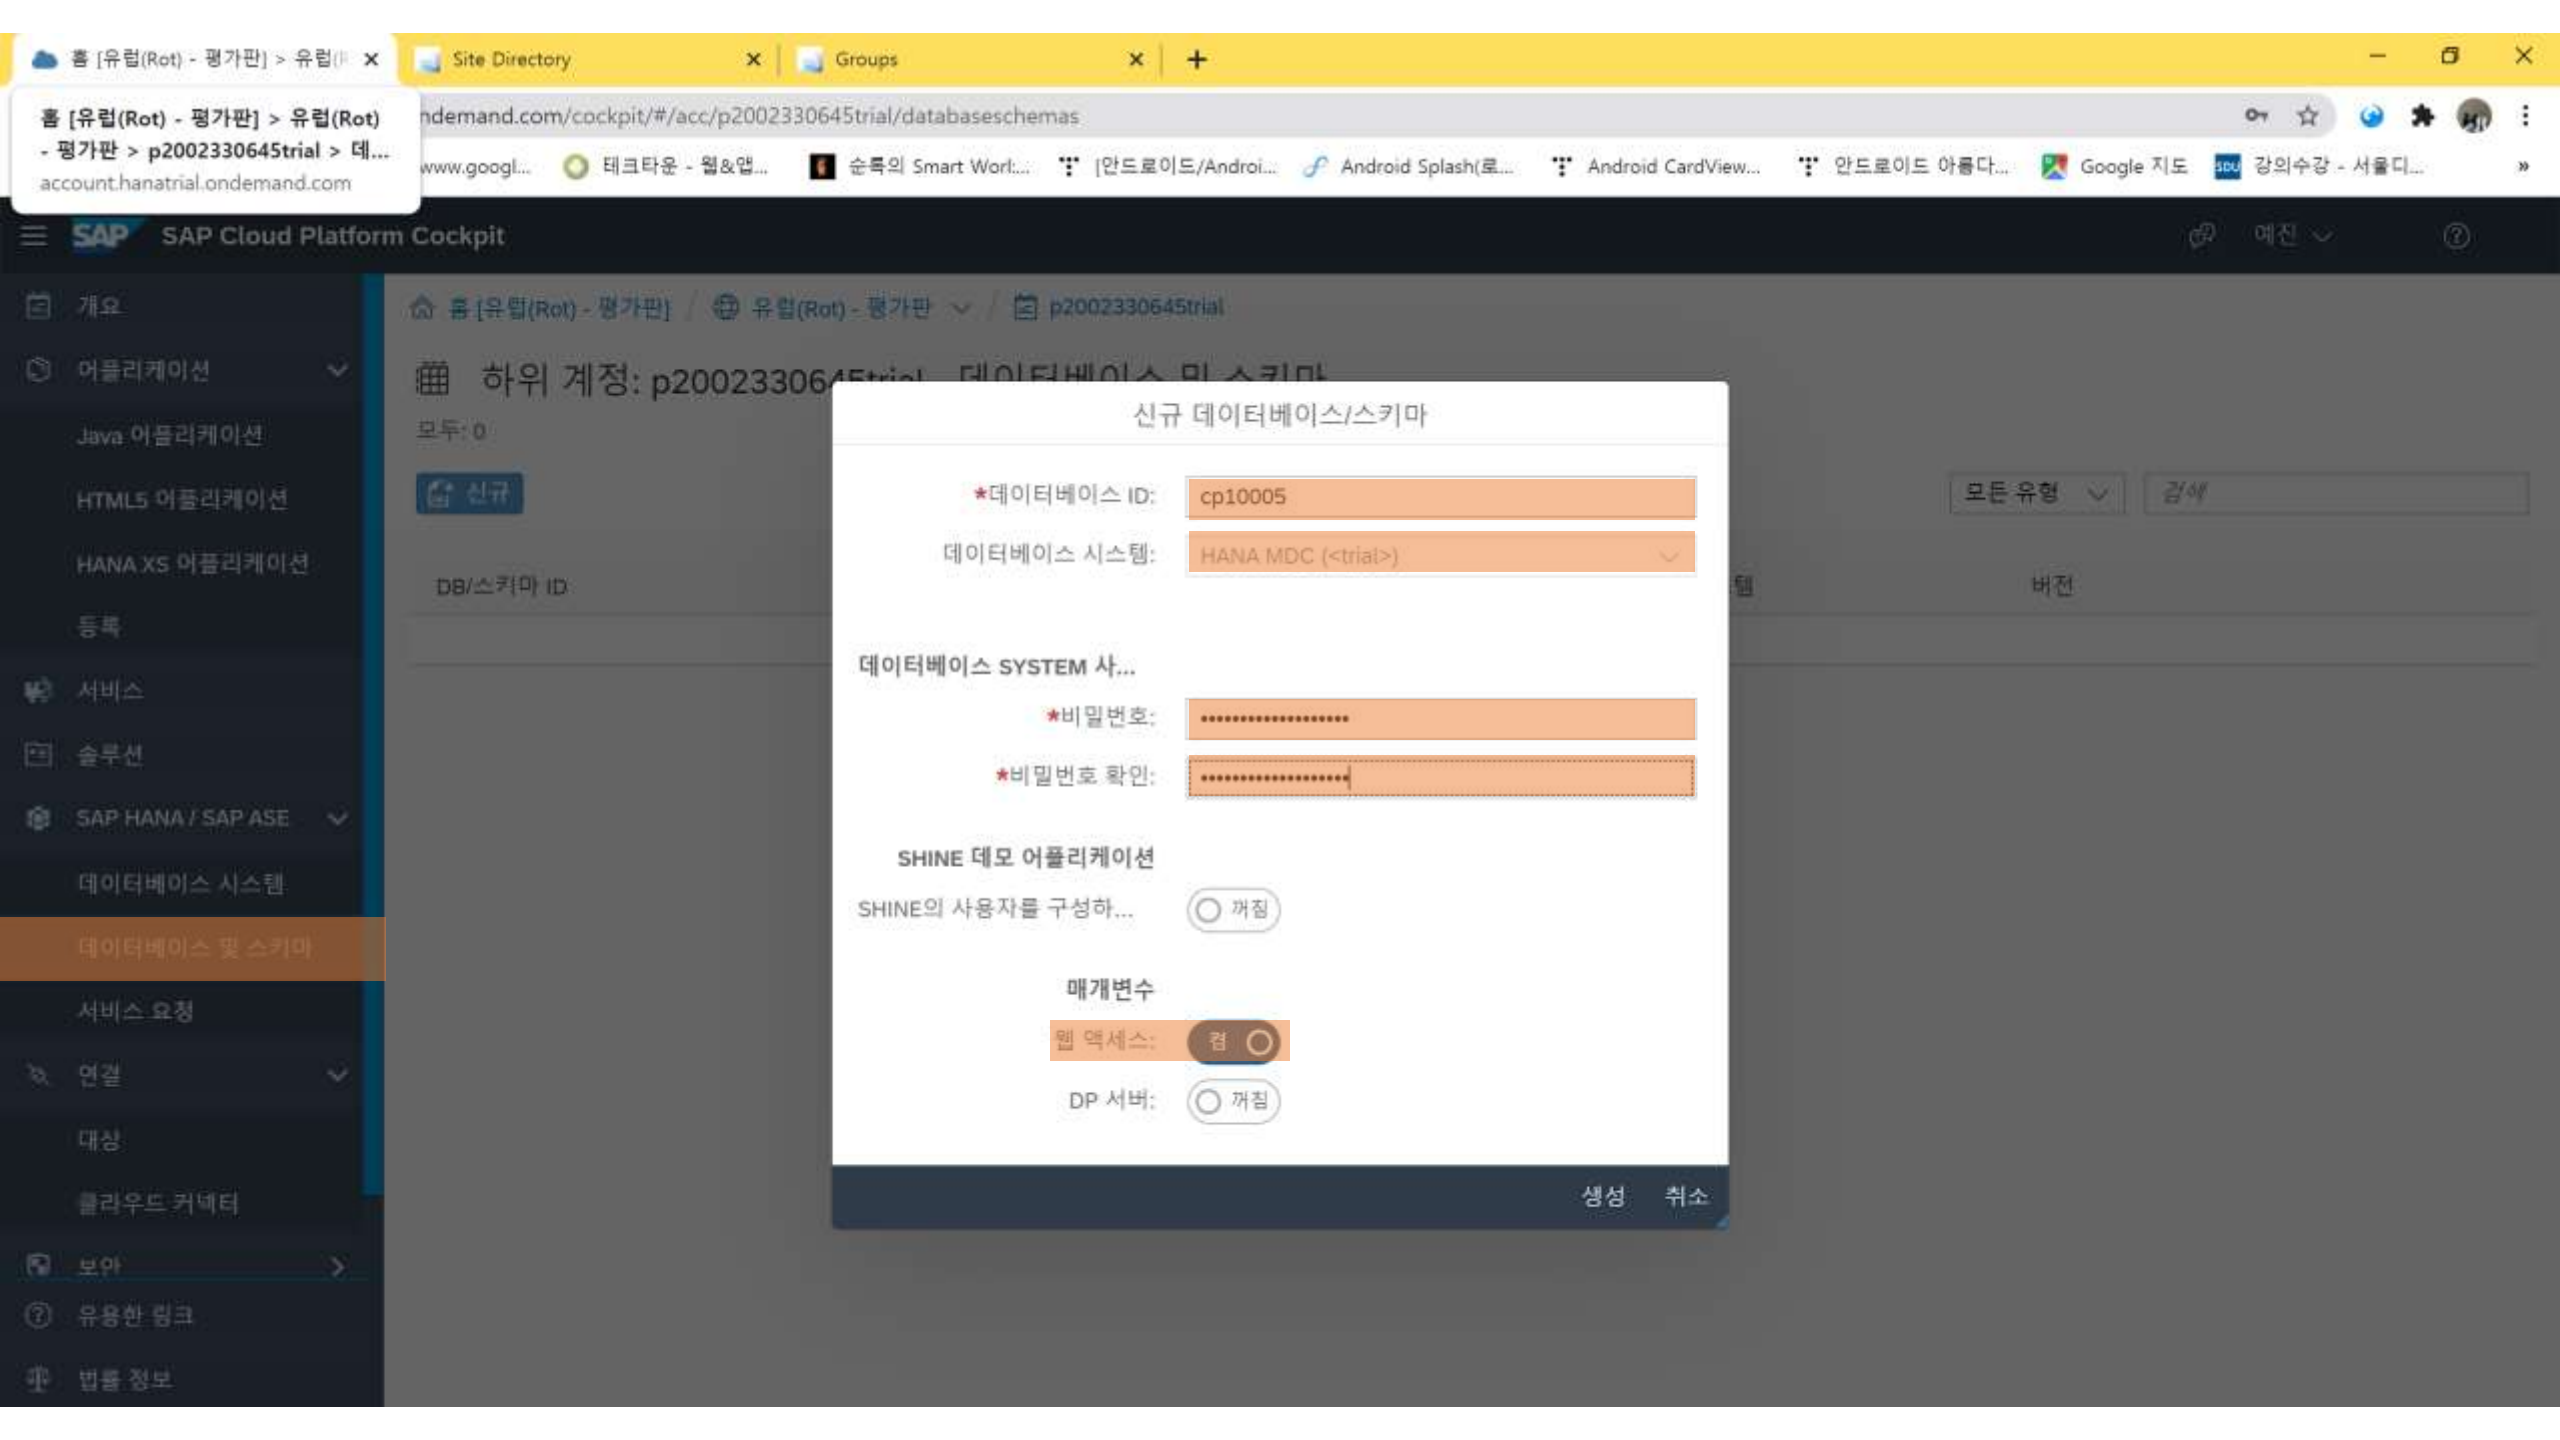 홈 [유럽(Rot) - 평가판] > 유럽(R
Site Directory
Groups
홈 [유럽(Rot) - 평가판] > 유럽(Rot)
- 평가판 > p2002330645trial > 데...
account.hanatrial.ondemand.com
ndemand.com/cockpit/#/acc/p2002330645trial/databaseschemas
www.googl...
테크타운 - 웹&앱...
순록의 Smart Worl:...
[안드로이드/Androi...
Android Splash(로...
Android CardView...
안드로이드 아름다...
Google 지도
SDU
강의수강 - 서울디...
»
SAP
SAP Cloud Platform Cockpit
예진
개요
어플리케이션
Java 어플리케이션
HTML5 어플리케이션
HANA XS 어플리케이션
등록
서비스
솔루션
SAP HANA / SAP ASE
데이터베이스 시스템
데이터베이스 및 스키마
서비스 요청
연결
대상
클라우드 커넥터
보안
유용한 링크
법률 정보
홈 [유럽(Rot) - 평가판] / 유럽(Rot) - 평가판 / p2002330645trial
하위 계정: p2002330645trial - 데이터베이스 및 스키마
모두: 0
신규
모든 유형
검색
DB/스키마 ID
템
버전
신규 데이터베이스/스키마
*데이터베이스 ID: cp10005
데이터베이스 시스템: HANA MDC (<trial>)
데이터베이스 SYSTEM 사...
*비밀번호: •••••••••••••••••••
*비밀번호 확인: •••••••••••••••••••
SHINE 데모 어플리케이션
SHINE의 사용자를 구성하... 꺼짐
매개변수
웹 액세스: 켬
DP 서버: 꺼짐
생성 취소